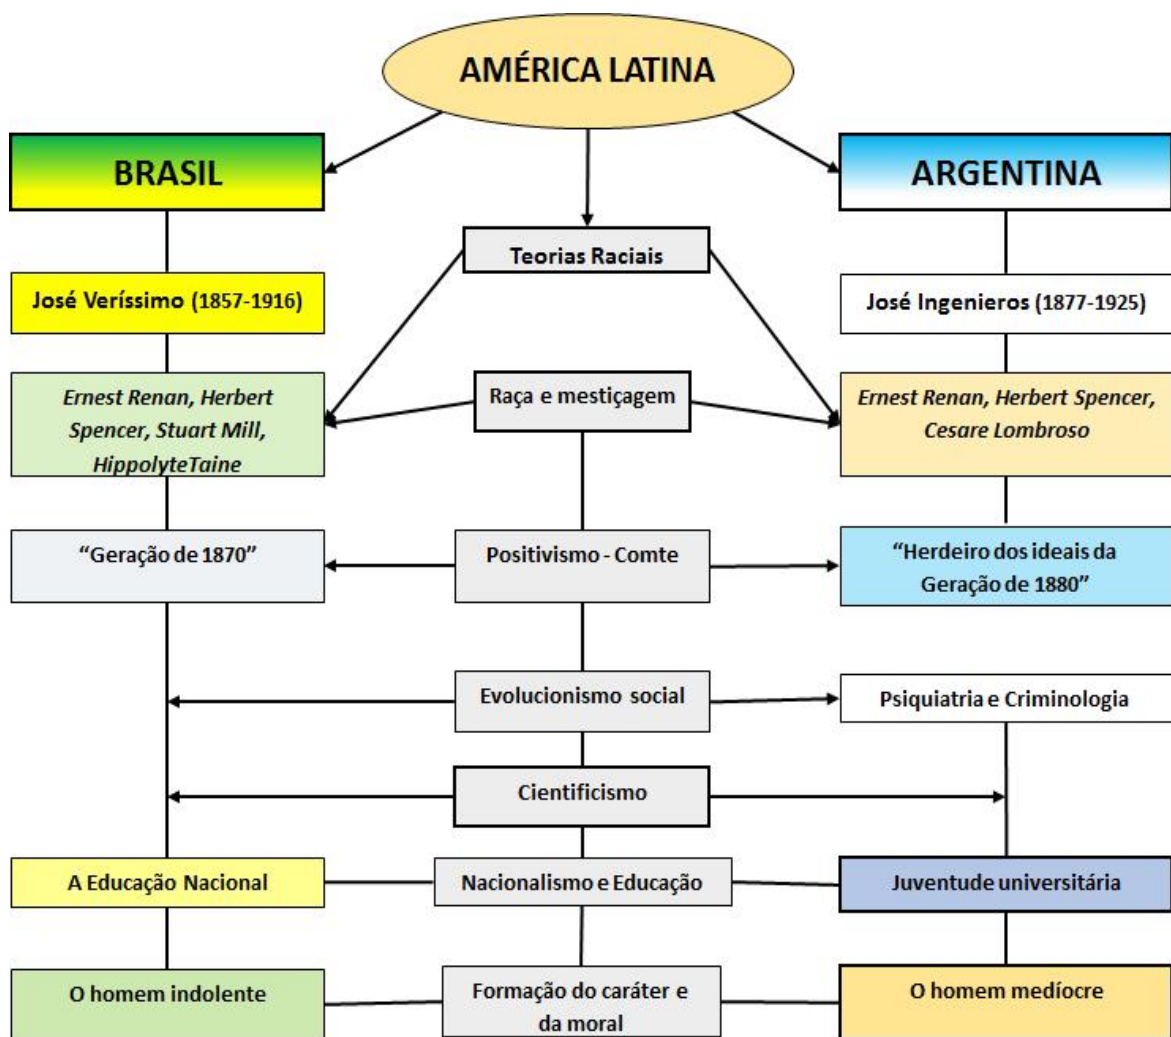 AMÉRICA LATINA
BRASIL
ARGENTINA
Teorias Raciais
José Veríssimo (1857-1916)
José Ingenieros (1877-1925)
Ernest Renan, Herbert
Spencer, Stuart Mill,
HippolyteTaine
Raça e mestiçagem
Ernest Renan, Herbert Spencer,
Cesare Lombroso
“Geração de 1870”
Positivismo - Comte
“Herdeiro dos ideais da
Geração de 1880”
Evolucionismo social
Psiquiatria e Criminologia
Cientificismo
A Educação Nacional
Nacionalismo e Educação
Juventude universitária
O homem indolente
Formação do caráter e
da moral
O homem medíocre